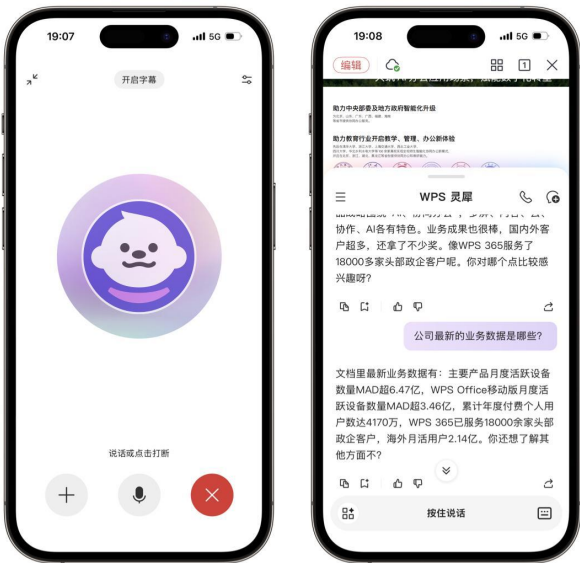 19:07
5G
开启字幕
说话或点击打断
19:08
5G
编辑
1
助力中央部委及地方政府智能化升级
助力教育行业开启教学、管理、办公新体验
WPS 灵犀
协作、AI各有特色。业务成果也很棒，国内外客
户超多，还拿了不少奖。像WPS 365服务了
18000多家头部政企客户呢。你对哪个点比较感
兴趣呀？
公司最新的业务数据是哪些？
文档里最新业务数据有：主要产品月度活跃设备
数量MAD超6.47亿，WPS Office移动版月度活
跃设备数量MAD超3.46亿，累计年度付费个人用
户数达4170万，WPS 365已服务18000余家头部
政企客户，海外月活用户2.14亿。你还想了解其
他方面不？
按住说话